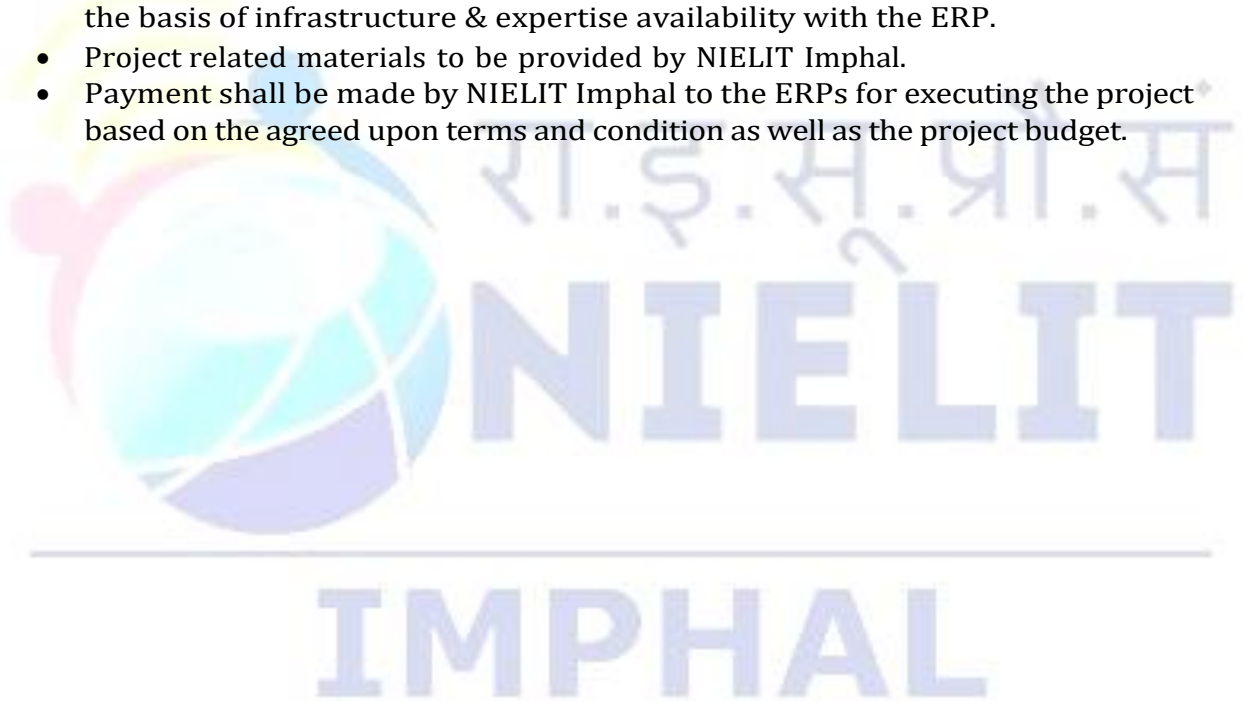 the basis of infrastructure & expertise availability with the ERP.
• Project related materials to be provided by NIELIT Imphal.
• Payment shall be made by NIELIT Imphal to the ERPs for executing the project
based on the agreed upon terms and condition as well as the project budget.
रा.इ.सू.प्रौ.सं
NIELIT
IMPHAL